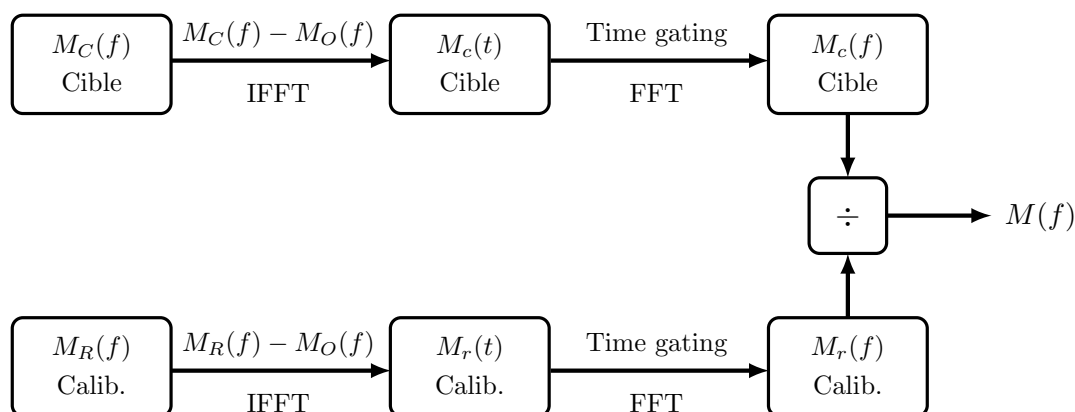 M_C(f)
Cible
M_C(f) − M_O(f)
IFFT
M_c(t)
Cible
Time gating
FFT
M_c(f)
Cible
÷
M(f)
M_R(f)
Calib.
M_R(f) − M_O(f)
IFFT
M_r(t)
Calib.
Time gating
FFT
M_r(f)
Calib.